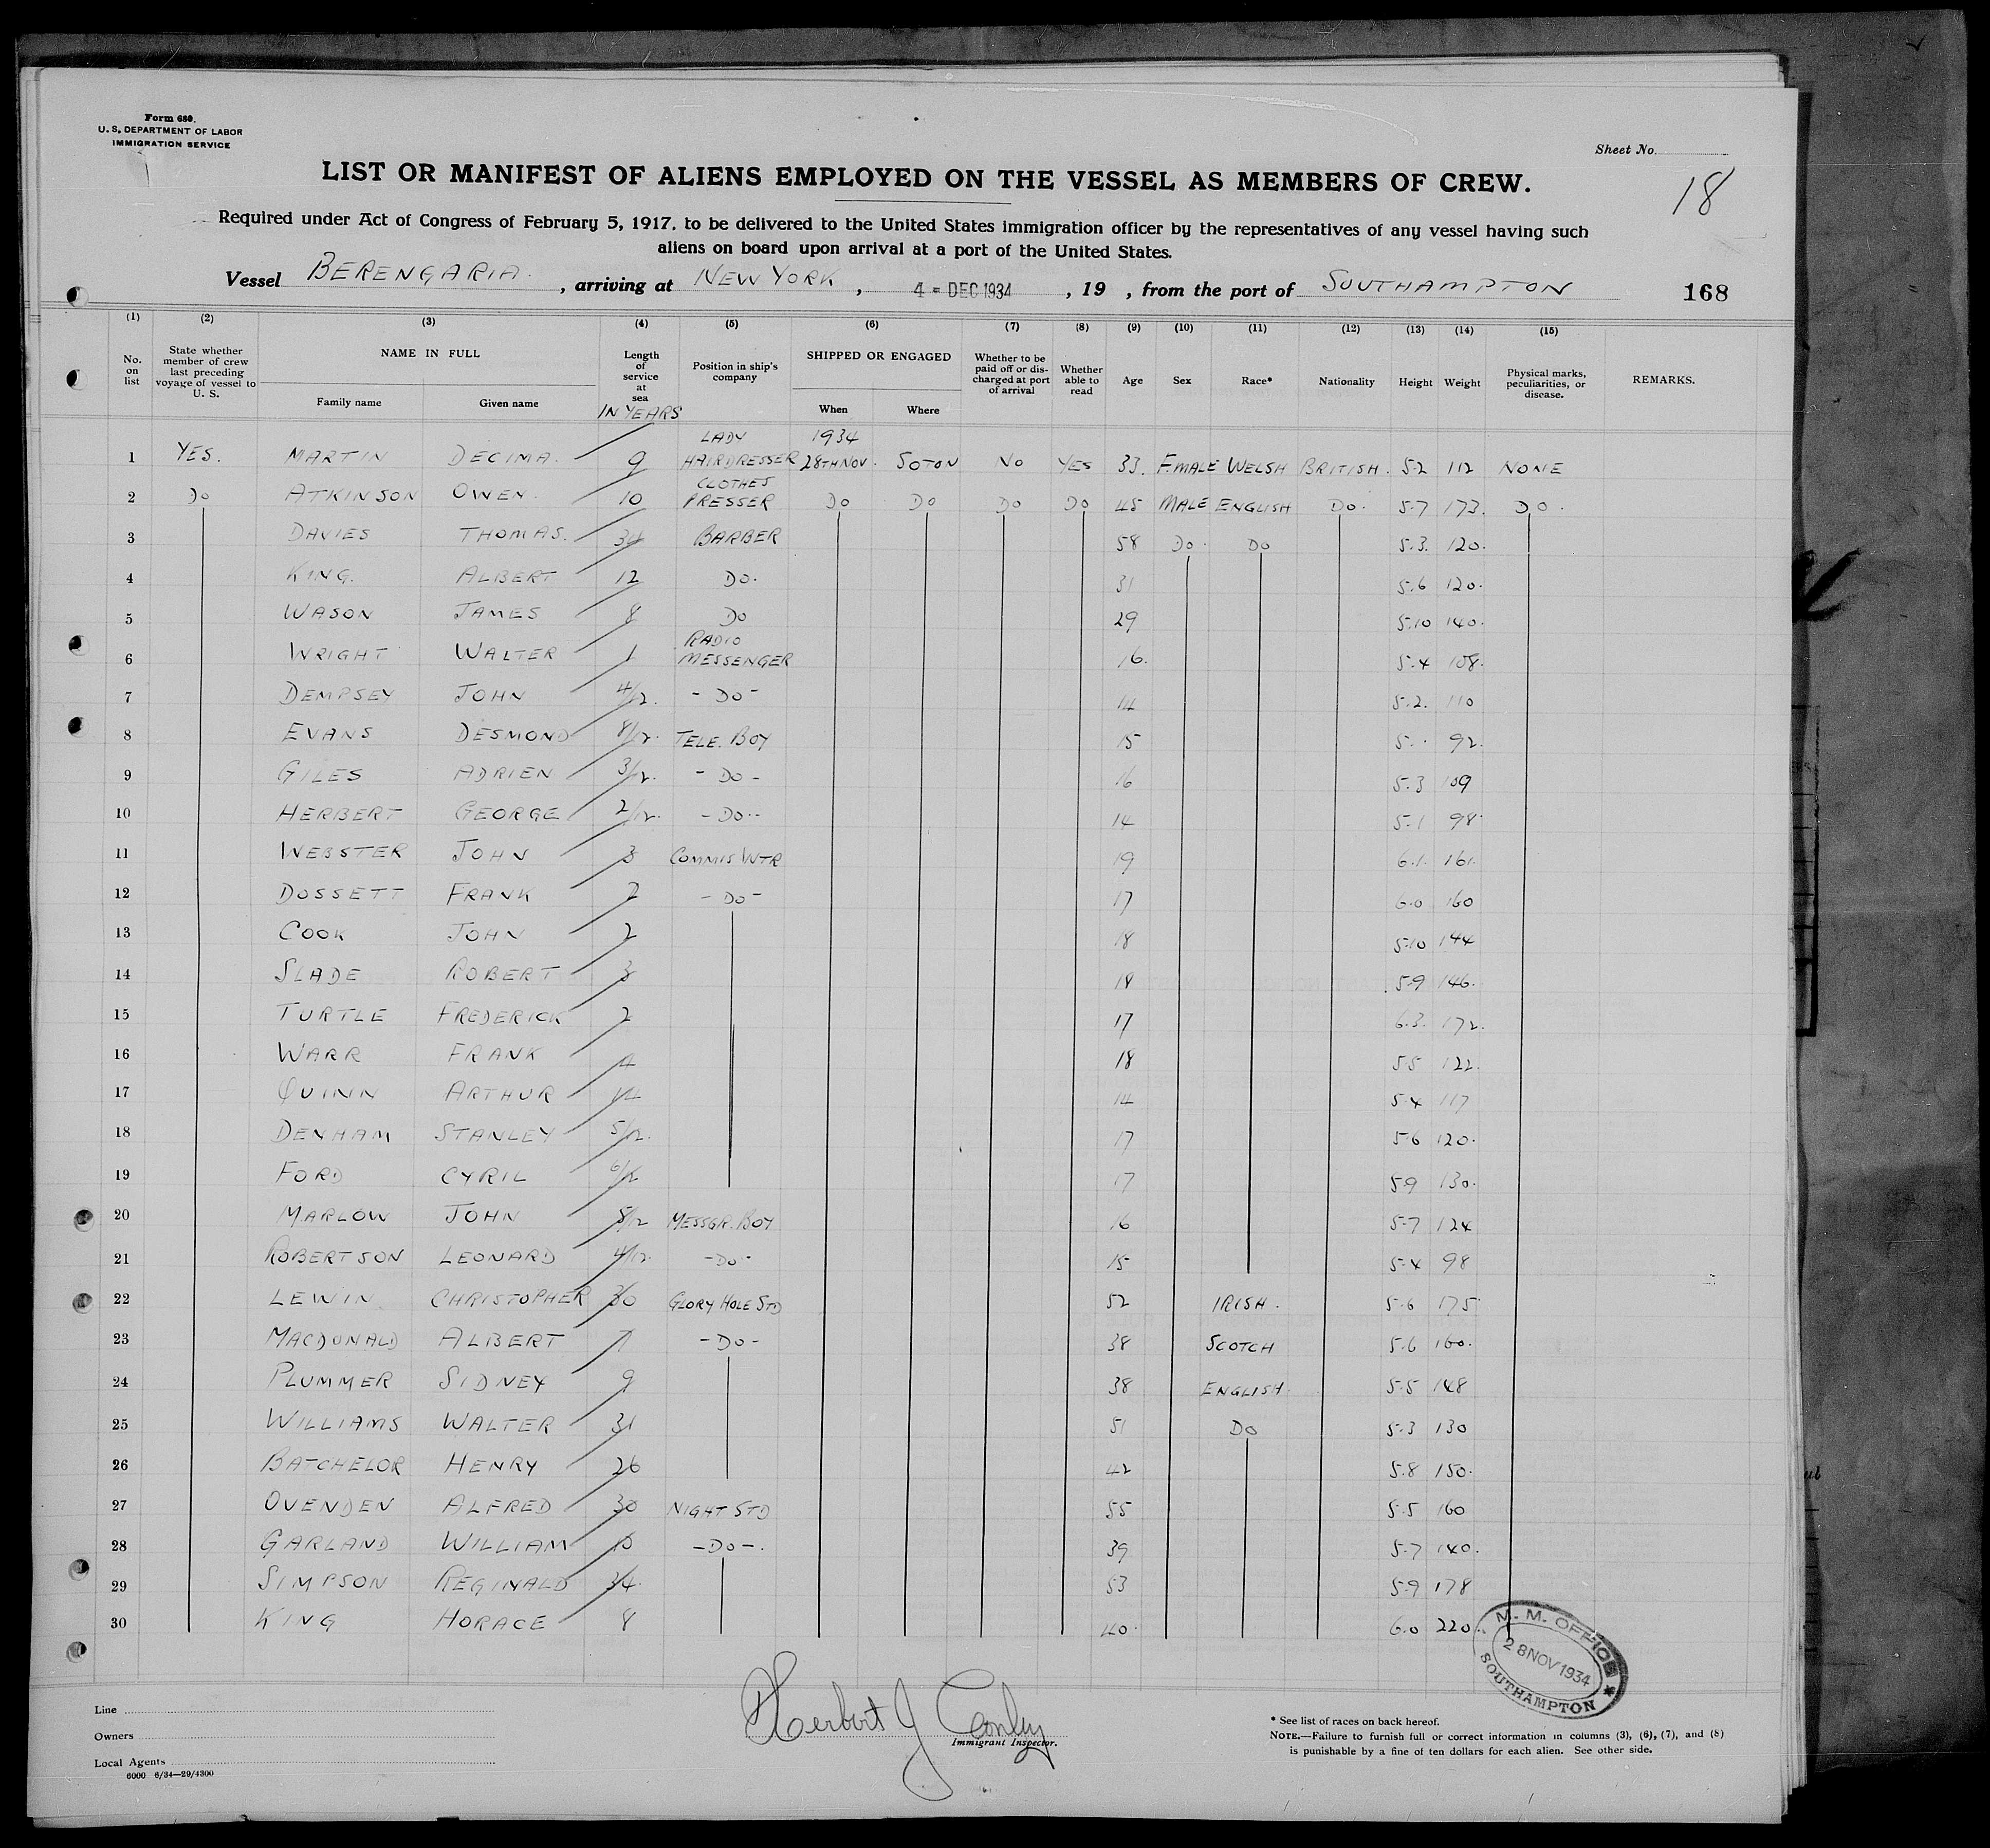 Form 680.
U. S. DEPARTMENT OF LABOR
IMMIGRATION SERVICE
Sheet No.
18
LIST OR MANIFEST OF ALIENS EMPLOYED ON THE VESSEL AS MEMBERS OF CREW.
Required under Act of Congress of February 5, 1917, to be delivered to the United States immigration officer by the representatives of any vessel having such
aliens on board upon arrival at a port of the United States.
Vessel BERENGARIA. , arriving at NEW YORK , 4 - DEC 1934 , 19 , from the port of SOUTHAMPTON 168
(1) (2) (3) (4) (5) (6) (7) (8) (9) (10) (11) (12) (13) (14) (15)
No. on list State whether member of crew last preceding voyage of vessel to U. S. NAME IN FULL Family name Given name Length of service at sea IN YEARS Position in ship's company SHIPPED OR ENGAGED When Where Whether to be paid off or discharged at port of arrival Whether able to read Age Sex Race* Nationality Height Weight Physical marks, peculiarities, or disease. REMARKS.
1 YES. MARTIN DECIMA. 9 LADY HAIRDRESSER 1934 28TH NOV. SOTON NO YES 33. F.MALE WELSH BRITISH. 5.2 112 NONE
2 DO ATKINSON OWEN. 10 CLOTHES PRESSER DO DO DO DO 45 MALE ENGLISH DO. 5.7 173. DO.
3 DAVIES THOMAS. 34 BARBER 58 DO. DO 5.3. 120.
4 KING. ALBERT 12 DO. 31 5.6 120.
5 WASON JAMES 8 DO 29 5.10 140.
6 WRIGHT WALTER 1 RADIO MESSENGER 16. 5.4 108.
7 DEMPSEY JOHN 4/12. - DO - 14 5.2. 110
8 EVANS DESMOND 8/12. TELE. BOY 15 5. . 92.
9 GILES ADRIEN 3/12. - DO - 16 5.3 109
10 HERBERT GEORGE 2/12. - DO - 14 5.1 98
11 WEBSTER JOHN 3 COMMIS WTR 19 6.1. 161.
12 DOSSETT FRANK 2 - DO - 17 6.0 160
13 COOK JOHN 2 18 5.10 144
14 SLADE ROBERT 3 18 5.9 146.
15 TURTLE FREDERICK 2 17 6.3. 172.
16 WARR FRANK 18 5.5 122.
17 QUINN ARTHUR 14 5.4 117
18 DENHAM STANLEY 5/12. 17 5.6 120.
19 FORD CYRIL 6/12 17 5.9 130.
20 MARLOW JOHN 8/12 MESSGR. BOY 16 5.7 124
21 ROBERTSON LEONARD 4/12. - DO - 15 5.4 98
22 LEWIN CHRISTOPHER 30 GLORY HOLE STD 52 IRISH. 5.6 175
23 MACDONALD ALBERT 7 - DO - 38 SCOTCH 5.6 160.
24 PLUMMER SIDNEY 9 38 ENGLISH. 5.5 148
25 WILLIAMS WALTER 31 51 DO 5.3 130
26 BATCHELOR HENRY 26 42 5.8 150.
27 OVENDEN ALFRED 30 NIGHT STD 55 5.5 160
28 GARLAND WILLIAM 10 - DO -. 39 5.7 140.
29 SIMPSON REGINALD 34. 53 5.9 178
30 KING HORACE 8 40. 6.0 220.
M. M. OFFICE
28 NOV 1934
SOUTHAMPTON
Herbert J Conley
Immigrant Inspector.
Line
Owners
Local Agents
6000 6/34—29/4300
* See list of races on back hereof.
NOTE.—Failure to furnish full or correct information in columns (3), (6), (7), and (8)
is punishable by a fine of ten dollars for each alien. See other side.